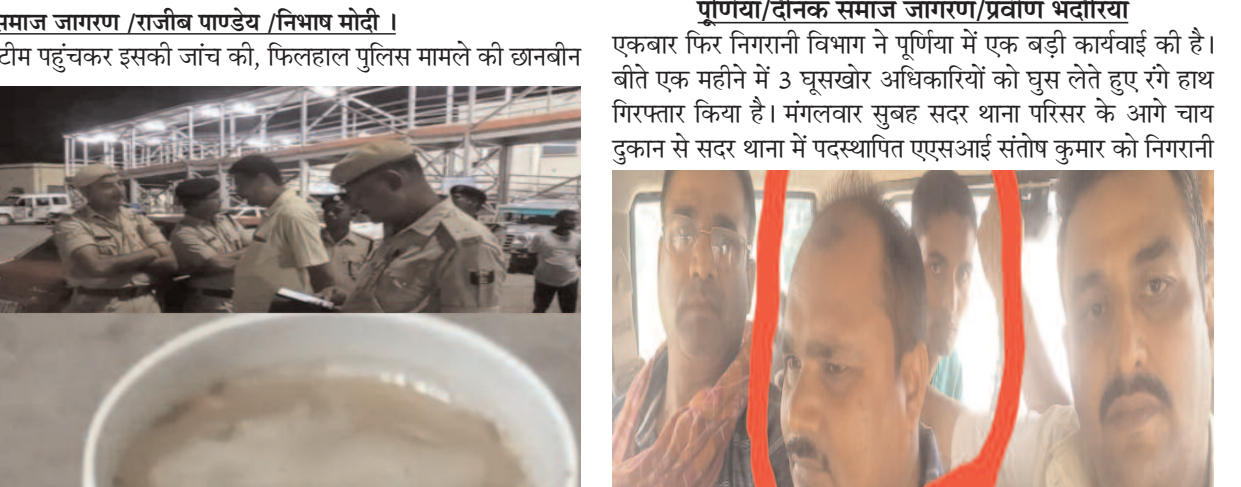 समाज जागरण /राजीब पाण्डेय /निभाष मोदी ।
टीम पहुंचकर इसकी जांच की, फिलहाल पुलिस मामले की छानबीन
पूर्णिया/दैनिक समाज जागरण/प्रवीण भदौरिया
एकबार फिर निगरानी विभाग ने पूर्णिया में एक बड़ी कार्यवाई की है।
बीते एक महीने में 3 घूसखोर अधिकारियों को घुस लेते हुए रंगे हाथ
गिरफ्तार किया है। मंगलवार सुबह सदर थाना परिसर के आगे चाय
दुकान से सदर थाना में पदस्थापित एएसआई संतोष कुमार को निगरानी